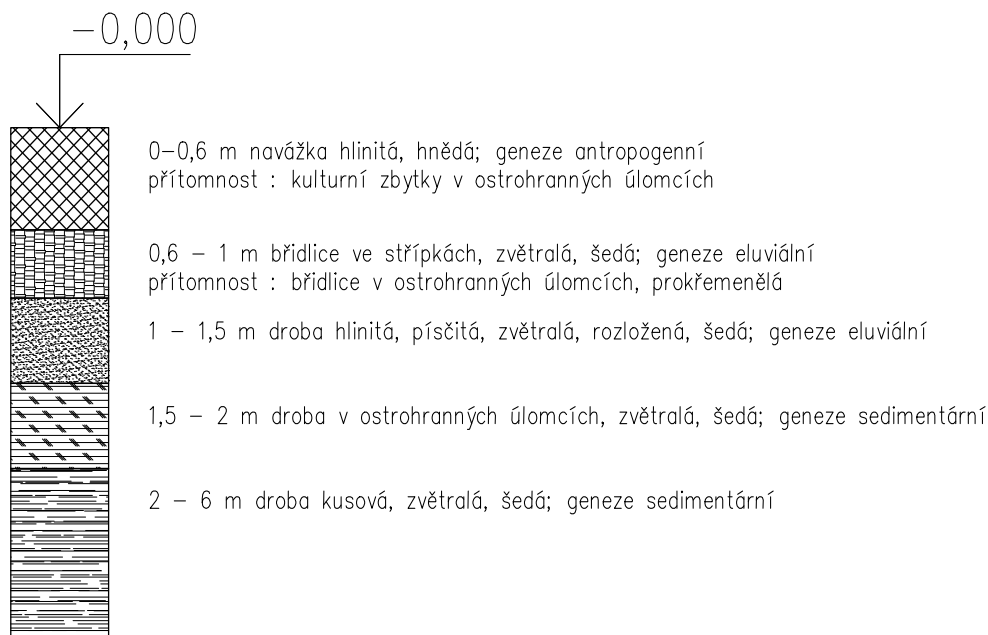 -0,000
0-0,6 m navážka hlinitá, hnědá; geneze antropogenní
přítomnost : kulturní zbytky v ostrohranných úlomcích
0,6 - 1 m břidlice ve střípkách, zvětralá, šedá; geneze eluviální
přítomnost : břidlice v ostrohranných úlomcích, prokřemenělá
1 - 1,5 m droba hlinitá, písčitá, zvětralá, rozložená, šedá; geneze eluviální
1,5 - 2 m droba v ostrohranných úlomcích, zvětralá, šedá; geneze sedimentární
2 - 6 m droba kusová, zvětralá, šedá; geneze sedimentární